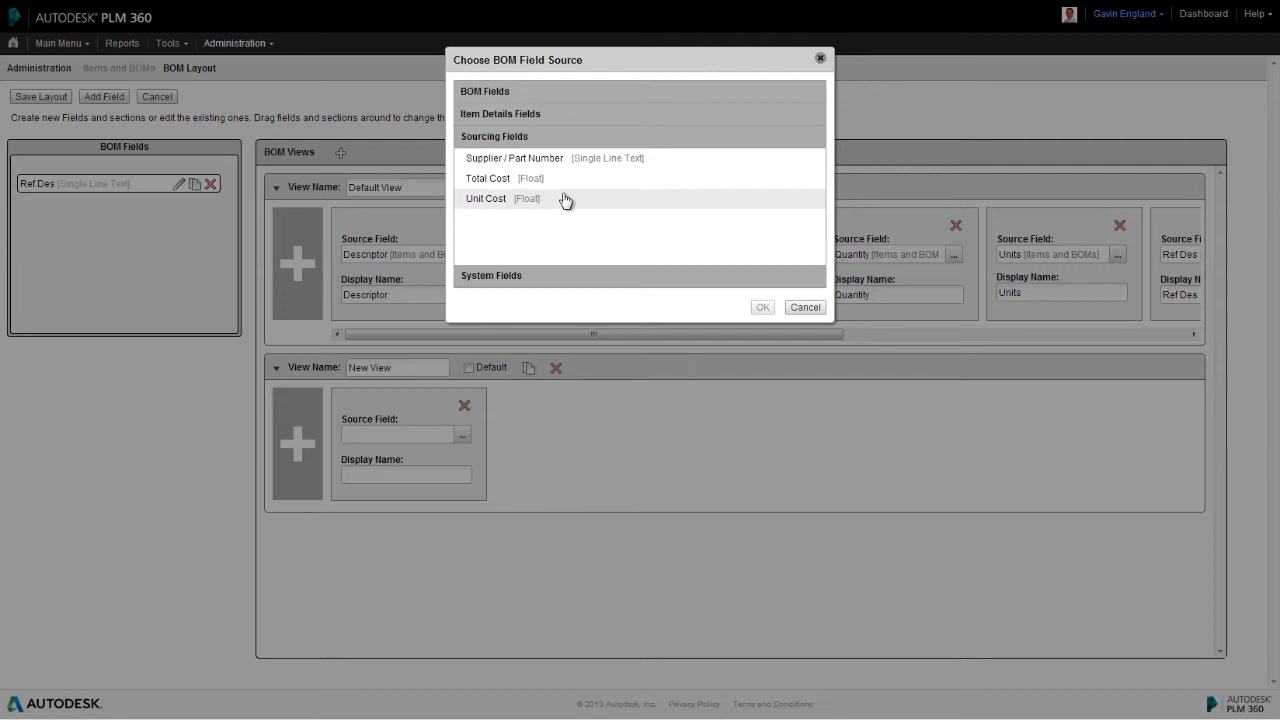 AUTODESK® PLM 360
Gavin England
Dashboard
Help
Main Menu
Reports
Tools
Administration
Administration
Items and BOMs
BOM Layout
Save Layout
Add Field
Cancel
Create new Fields and sections or edit the existing ones. Drag fields and sections around to change th
BOM Fields
Ref Des [Single Line Text]
BOM Views
View Name: Default View
Source Field:
Descriptor [Items and BO
Display Name:
Descriptor
Source Field:
Quantity [Items and BOM
...
Display Name:
Quantity
Source Field:
Units [Items and BOMs]
...
Display Name:
Units
Source Field:
Ref Des
Display N
Ref Des
View Name: New View
Default
Source Field:
...
Display Name:
Choose BOM Field Source
BOM Fields
Item Details Fields
Sourcing Fields
Supplier / Part Number [Single Line Text]
Total Cost [Float]
Unit Cost [Float]
System Fields
OK
Cancel
AUTODESK.
© 2013 Autodesk, Inc.
Privacy Policy
Terms and Conditions
AUTODESK®
PLM 360